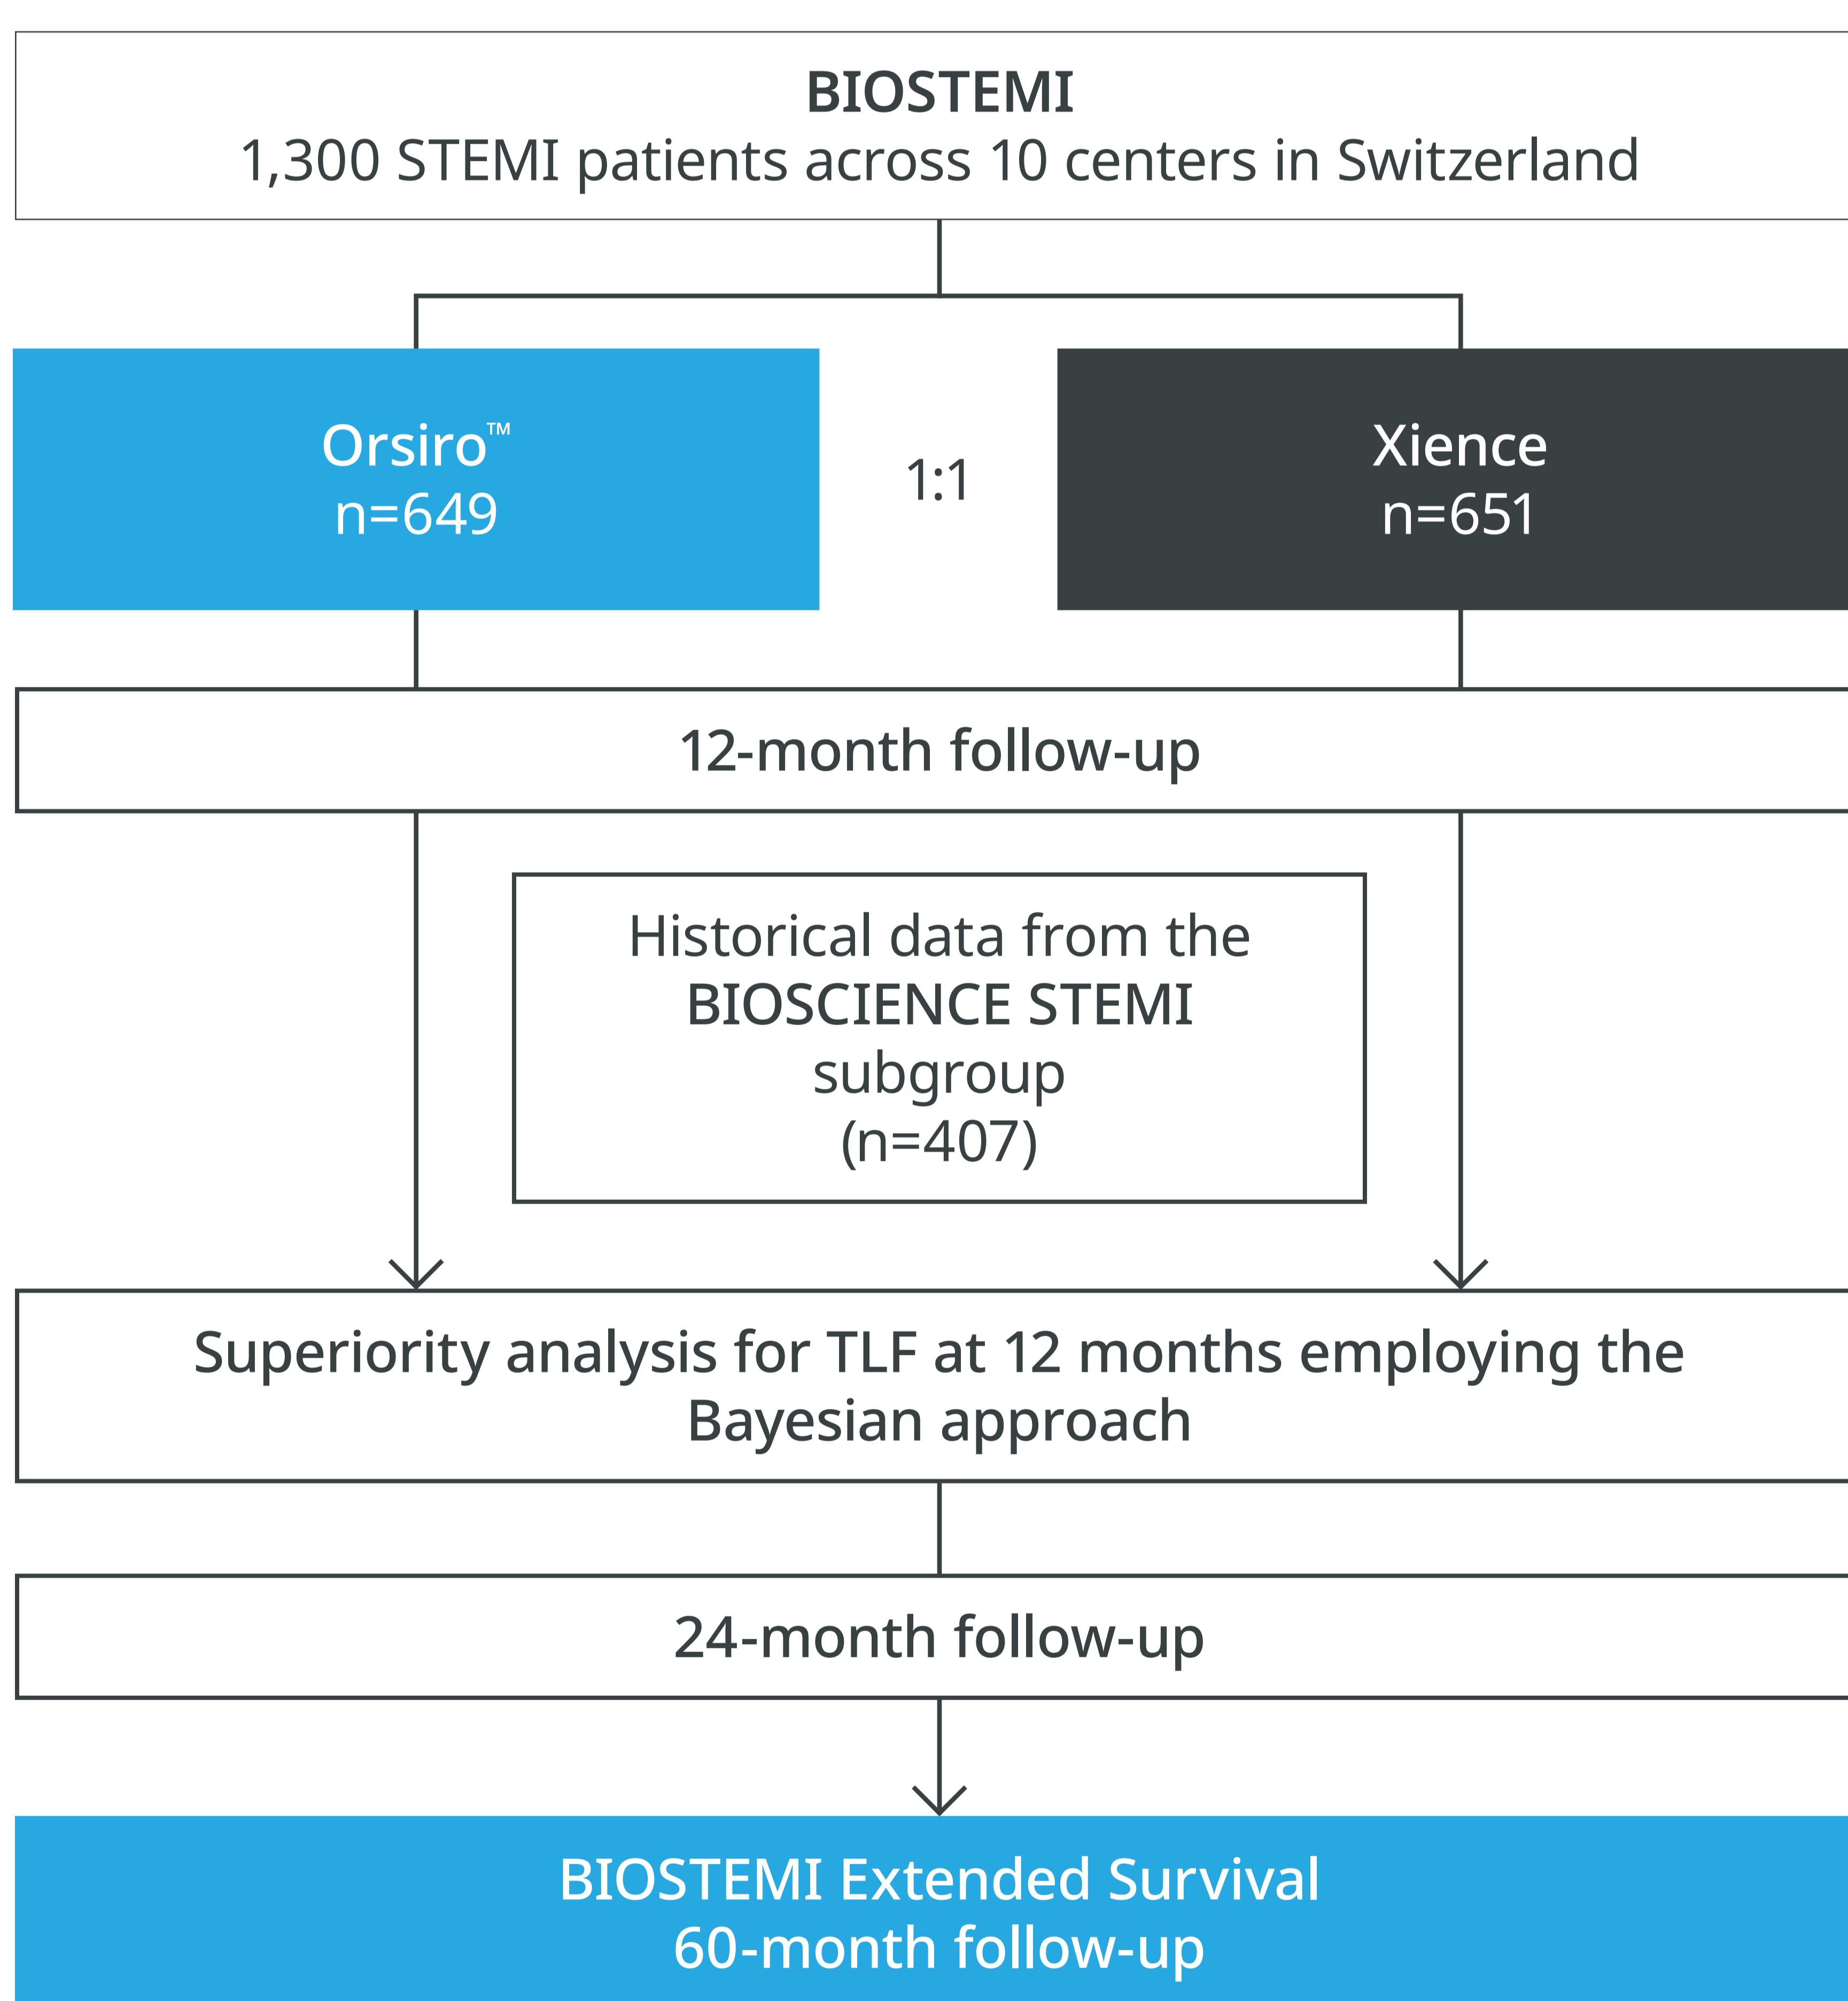 BIOSTEMI
1,300 STEMI patients across 10 centers in Switzerland
Orsiro™
n=649
1:1
Xience
n=651
12-month follow-up
Historical data from the
BIOSCIENCE STEMI
subgroup
(n=407)
Superiority analysis for TLF at 12 months employing the
Bayesian approach
24-month follow-up
BIOSTEMI Extended Survival
60-month follow-up